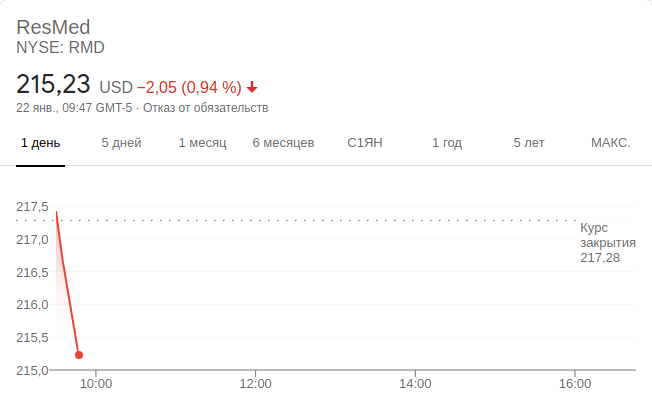 ResMed
NYSE: RMD
215,23 USD −2,05 (0,94 %)
22 янв., 09:47 GMT-5 · Отказ от обязательств
1 день 5 дней 1 месяц 6 месяцев С1ЯН 1 год 5 лет МАКС.
217,5
Курс
закрытия
217,28
217,0
216,5
216,0
215,5
215,0
10:00 12:00 14:00 16:00